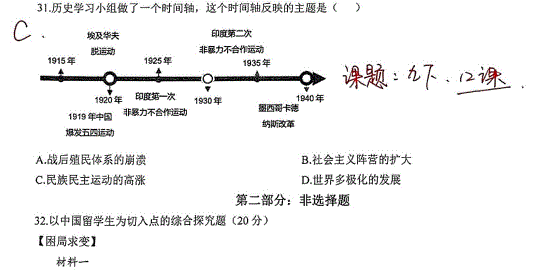 31.历史学习小组做了一个时间轴，这个时间轴反映的主题是（ ）
C.
埃及华夫
脱运动
印度第二次
非暴力不合作运动
1915年
1925年
1935年
课题：九下.12课.
1920年
1930年
1940年
1919年中国
爆发五四运动
印度第一次
非暴力不合作运动
墨西哥卡德
纳斯改革
A.战后殖民体系的崩溃
B.社会主义阵营的扩大
C.民族民主运动的高涨
D.世界多极化的发展
第二部分：非选择题
32.以中国留学生为切入点的综合探究题(20分)
【困局求变】
材料一